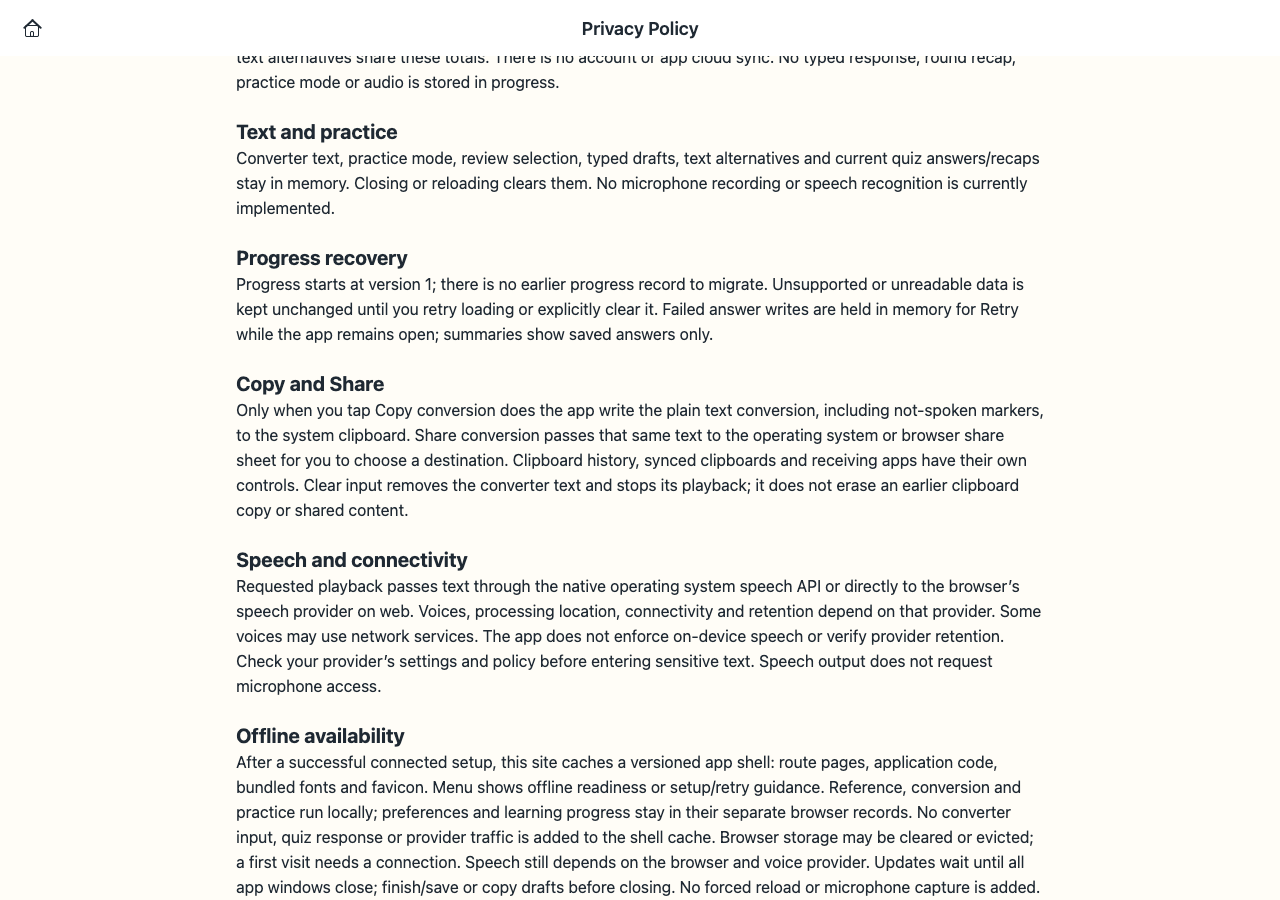 Privacy Policy
text alternatives share these totals. There is no account or app cloud sync. No typed response, round recap,
practice mode or audio is stored in progress.
Text and practice
Converter text, practice mode, review selection, typed drafts, text alternatives and current quiz answers/recaps
stay in memory. Closing or reloading clears them. No microphone recording or speech recognition is currently
implemented.
Progress recovery
Progress starts at version 1; there is no earlier progress record to migrate. Unsupported or unreadable data is
kept unchanged until you retry loading or explicitly clear it. Failed answer writes are held in memory for Retry
while the app remains open; summaries show saved answers only.
Copy and Share
Only when you tap Copy conversion does the app write the plain text conversion, including not-spoken markers,
to the system clipboard. Share conversion passes that same text to the operating system or browser share
sheet for you to choose a destination. Clipboard history, synced clipboards and receiving apps have their own
controls. Clear input removes the converter text and stops its playback; it does not erase an earlier clipboard
copy or shared content.
Speech and connectivity
Requested playback passes text through the native operating system speech API or directly to the browser’s
speech provider on web. Voices, processing location, connectivity and retention depend on that provider. Some
voices may use network services. The app does not enforce on-device speech or verify provider retention.
Check your provider’s settings and policy before entering sensitive text. Speech output does not request
microphone access.
Offline availability
After a successful connected setup, this site caches a versioned app shell: route pages, application code,
bundled fonts and favicon. Menu shows offline readiness or setup/retry guidance. Reference, conversion and
practice run locally; preferences and learning progress stay in their separate browser records. No converter
input, quiz response or provider traffic is added to the shell cache. Browser storage may be cleared or evicted;
a first visit needs a connection. Speech still depends on the browser and voice provider. Updates wait until all
app windows close; finish/save or copy drafts before closing. No forced reload or microphone capture is added.